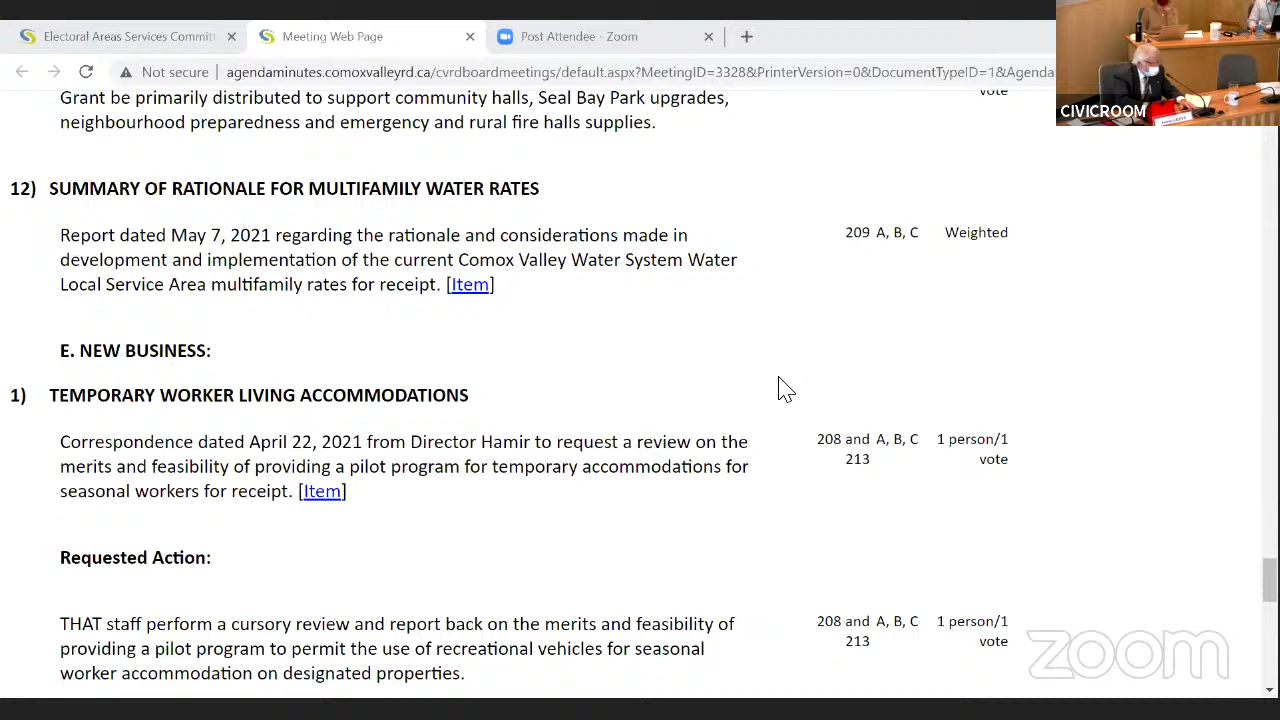 Electoral Areas Services Committ
Meeting Web Page
Post Attendee - Zoom
Not secure
agendaminutes.comoxvalleyrd.ca/cvrdboardmeetings/default.aspx?MeetingID=3328&PrinterVersion=0&DocumentTypeID=1&Agenda
CIVICROOM
Grant be primarily distributed to support community halls, Seal Bay Park upgrades,
vote
neighbourhood preparedness and emergency and rural fire halls supplies.
12) SUMMARY OF RATIONALE FOR MULTIFAMILY WATER RATES
Report dated May 7, 2021 regarding the rationale and considerations made in
209 A, B, C Weighted
development and implementation of the current Comox Valley Water System Water
Local Service Area multifamily rates for receipt. [Item]
E. NEW BUSINESS:
1) TEMPORARY WORKER LIVING ACCOMMODATIONS
Correspondence dated April 22, 2021 from Director Hamir to request a review on the
208 and A, B, C 1 person/1
merits and feasibility of providing a pilot program for temporary accommodations for
213 vote
seasonal workers for receipt. [Item]
Requested Action:
THAT staff perform a cursory review and report back on the merits and feasibility of
208 and A, B, C 1 person/1
providing a pilot program to permit the use of recreational vehicles for seasonal
213 vote
worker accommodation on designated properties.
zoom